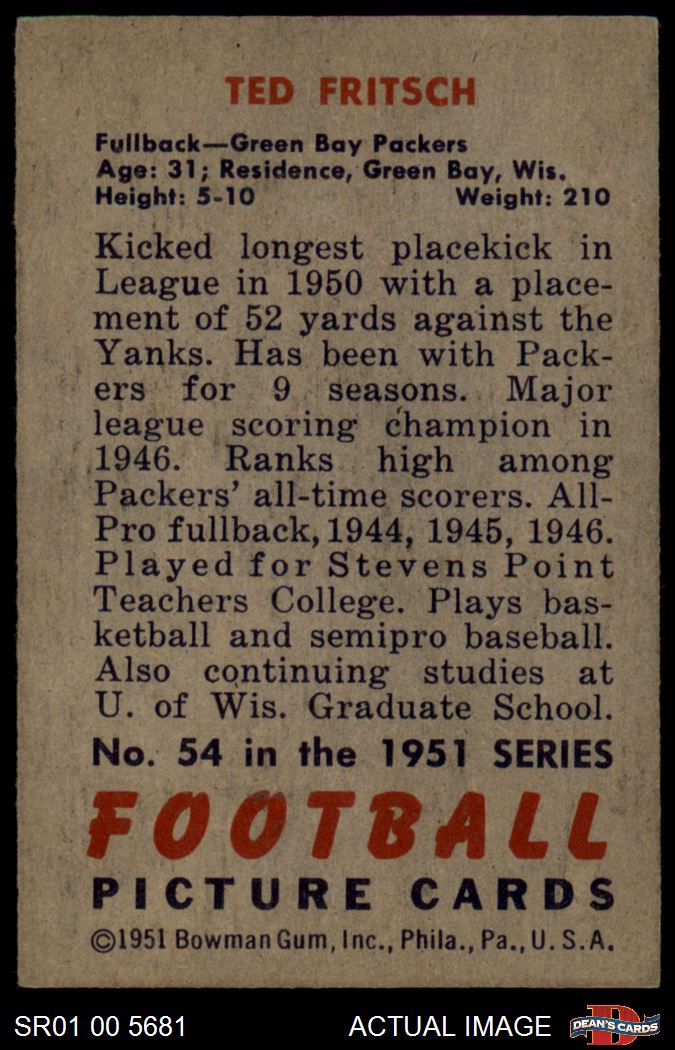 TED FRITSCH
Fullback—Green Bay Packers
Age: 31; Residence, Green Bay, Wis.
Height: 5-10 Weight: 210
Kicked longest placekick in
League in 1950 with a place-
ment of 52 yards against the
Yanks. Has been with Pack-
ers for 9 seasons. Major
league scoring champion in
1946. Ranks high among
Packers' all-time scorers. All-
Pro fullback, 1944, 1945, 1946.
Played for Stevens Point
Teachers College. Plays bas-
ketball and semipro baseball.
Also continuing studies at
U. of Wis. Graduate School.
No. 54 in the 1951 SERIES
FOOTBALL
PICTURE CARDS
©1951 Bowman Gum, Inc., Phila., Pa., U. S. A.
SR01 00 5681 ACTUAL IMAGE D DEAN'S CARDS